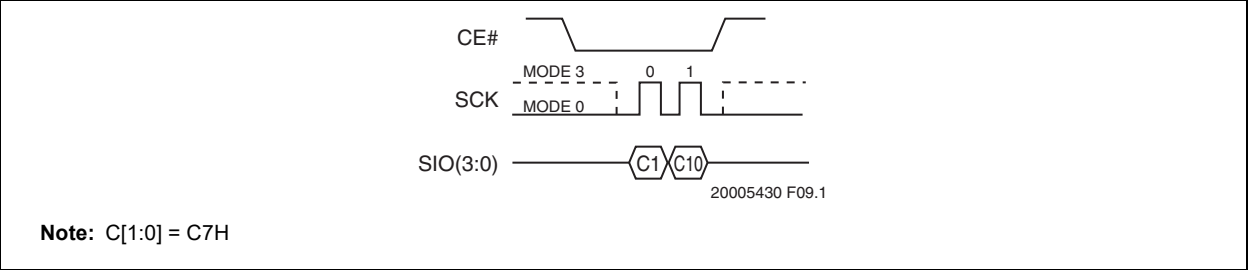 CE#
MODE 3 0 1
SCK
MODE 0
SIO(3:0) C1 C10
20005430 F09.1
Note: C[1:0] = C7H